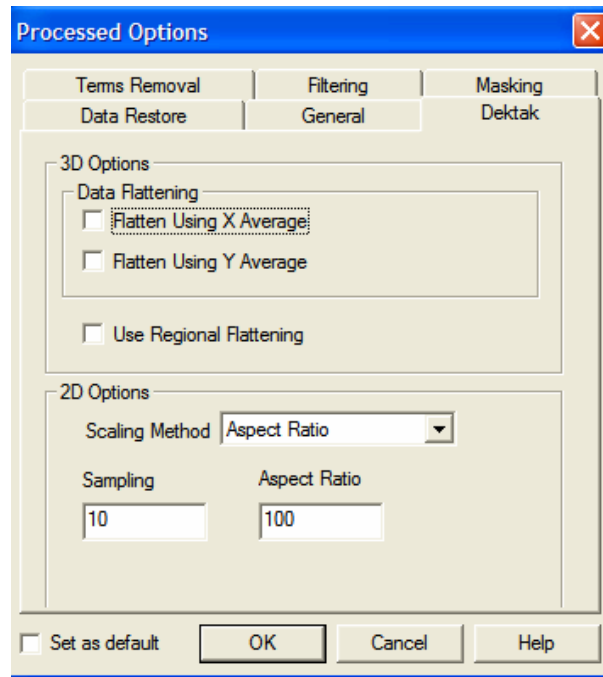 Processed Options
Terms Removal Filtering Masking
Data Restore General Dektak
3D Options
Data Flattening
Flatten Using X Average
Flatten Using Y Average
Use Regional Flattening
2D Options
Scaling Method Aspect Ratio
Sampling Aspect Ratio
10 100
Set as default OK Cancel Help